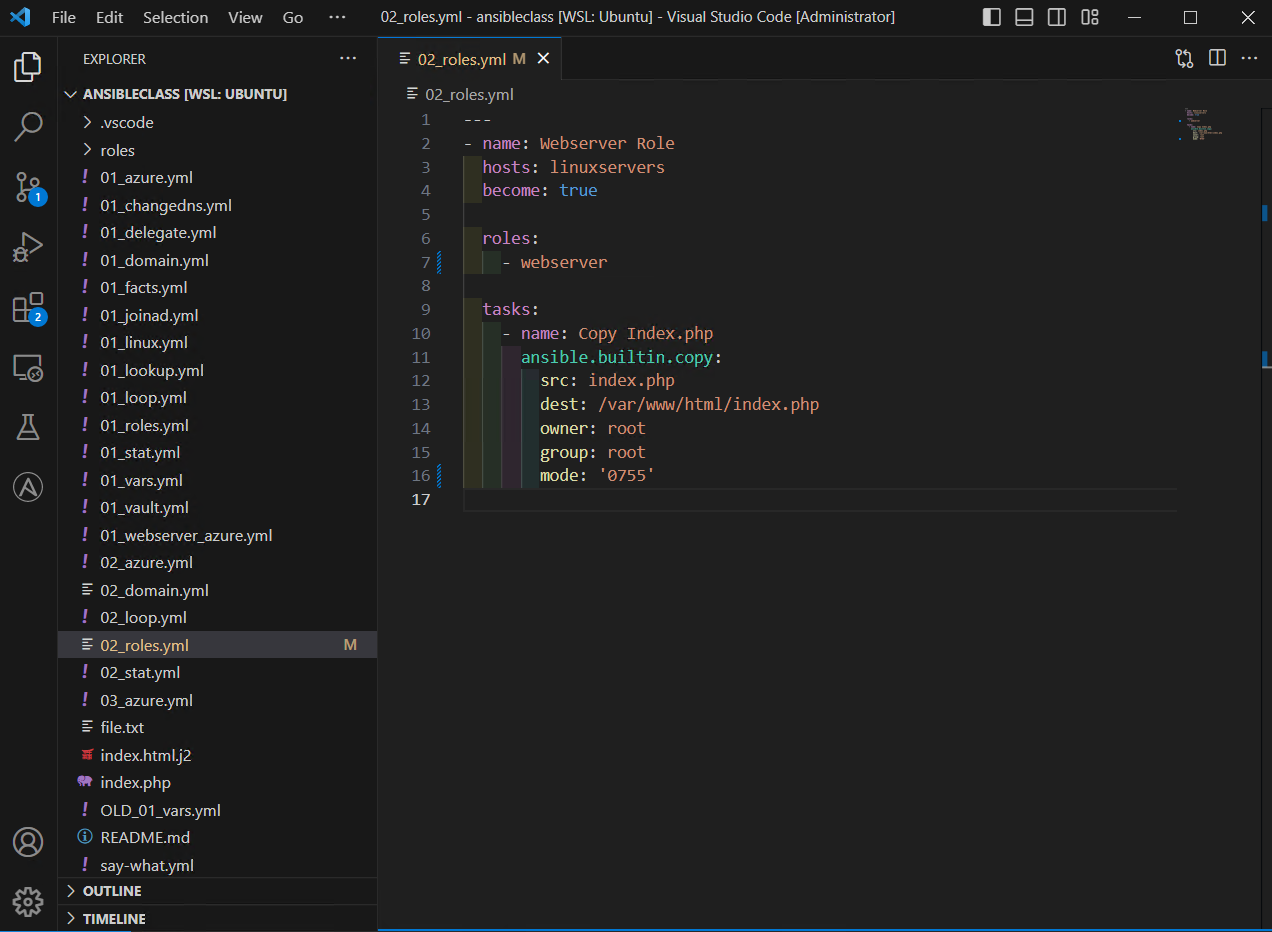 File Edit Selection View Go ··· 02_roles.yml - ansibleclass [WSL: Ubuntu] - Visual Studio Code [Administrator]
EXPLORER
ANSIBLECLASS [WSL: UBUNTU]
.vscode
roles
01_azure.yml
01_changedns.yml
01_delegate.yml
01_domain.yml
01_facts.yml
01_joinad.yml
01_linux.yml
01_lookup.yml
01_loop.yml
01_roles.yml
01_stat.yml
01_vars.yml
01_vault.yml
01_webserver_azure.yml
02_azure.yml
02_domain.yml
02_loop.yml
02_roles.yml M
02_stat.yml
03_azure.yml
file.txt
index.html.j2
index.php
OLD_01_vars.yml
README.md
say-what.yml
OUTLINE
TIMELINE
1
2
02_roles.yml M
02_roles.yml
1 ---
2 - name: Webserver Role
3   hosts: linuxservers
4   become: true
5
6   roles:
7     - webserver
8
9   tasks:
10     - name: Copy Index.php
11       ansible.builtin.copy:
12         src: index.php
13         dest: /var/www/html/index.php
14         owner: root
15         group: root
16         mode: '0755'
17